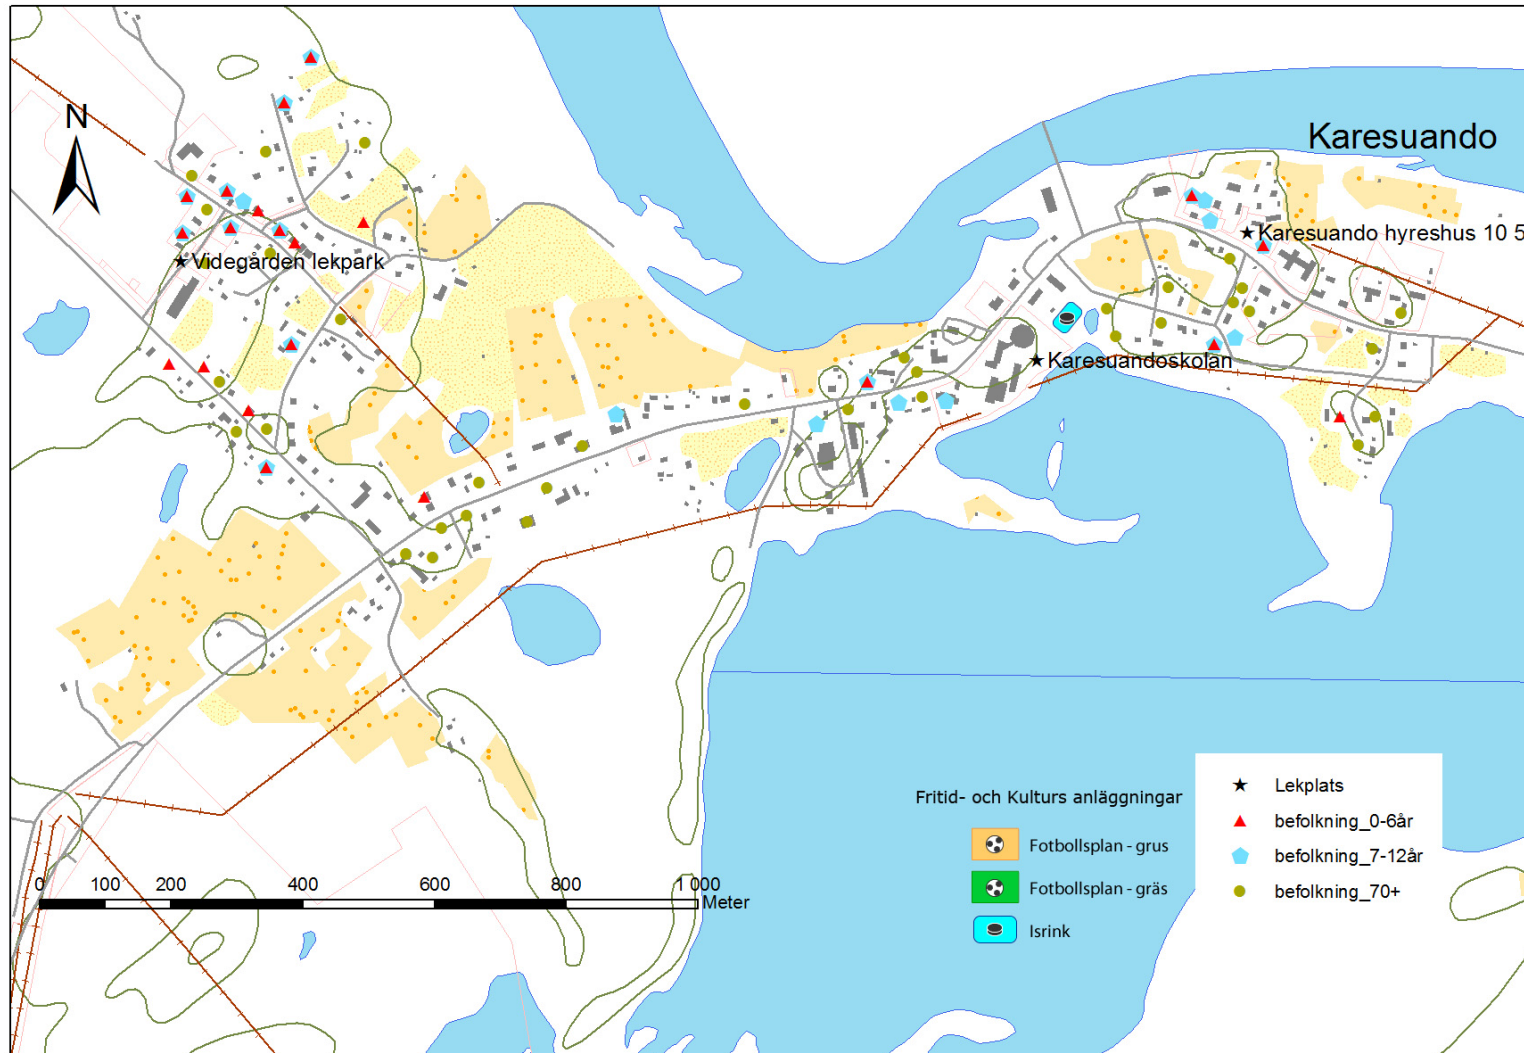 Karesuando
N
Karesuando hyreshus 10 5
Videgården lekpark
Karesuandoskolan
Fritid- och Kulturs anläggningar
Fotbollsplan - grus
Fotbollsplan - gräs
Isrink
Lekplats
befolkning_0-6år
befolkning_7-12år
befolkning_70+
0 100 200 400 600 800 1 000
Meter